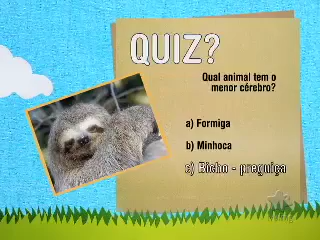 QUIZ?
Qual animal tem o
menor cérebro?
a) Formiga
b) Minhoca
c) Bicho - preguiça